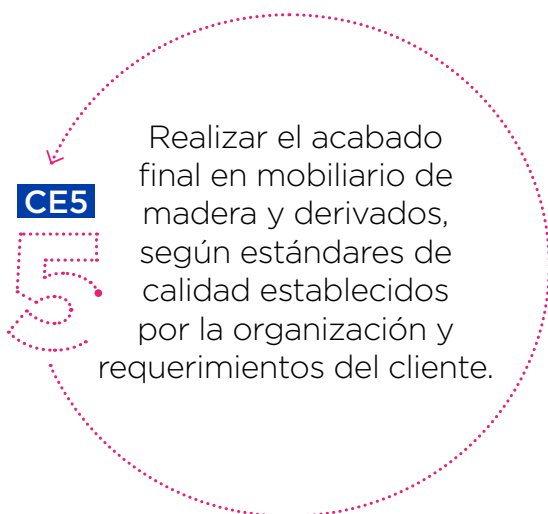 CE5
5
Realizar el acabado
final en mobiliario de
madera y derivados,
según estándares de
calidad establecidos
por la organización y
requerimientos del cliente.